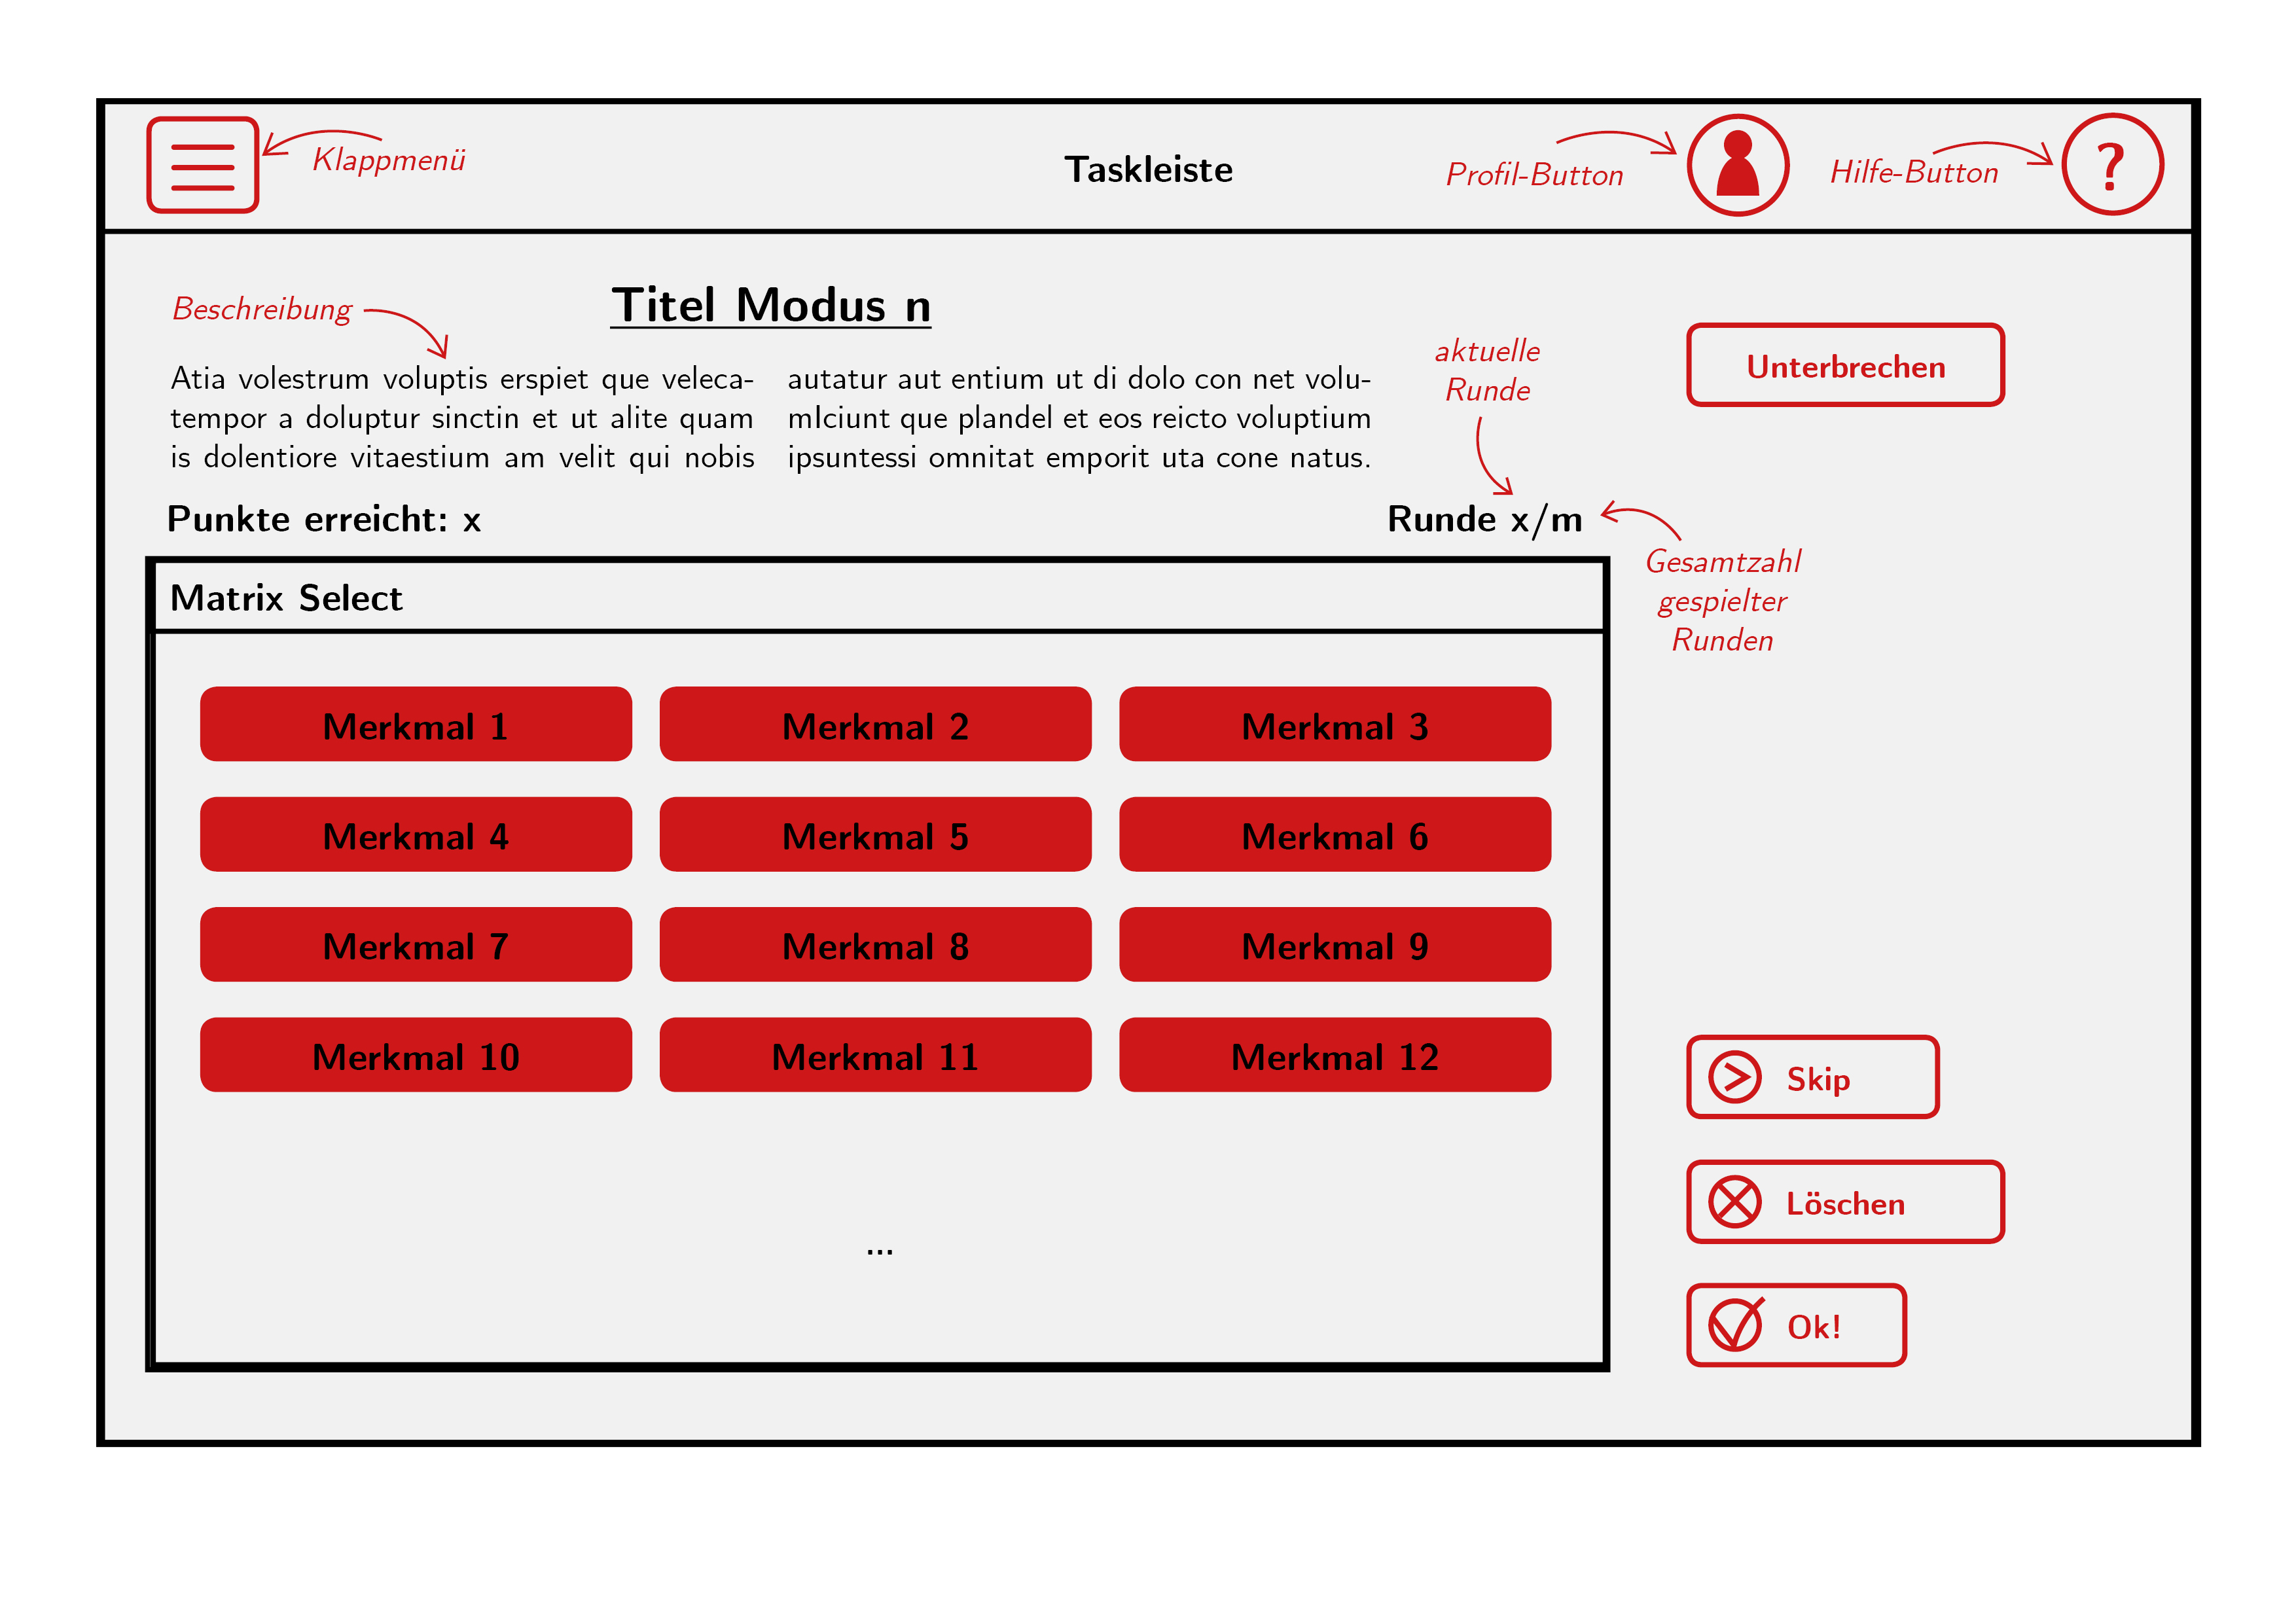 Klappmenü
Taskleiste
Profil-Button
Hilfe-Button
?
Beschreibung
Titel Modus n
Atia volestrum voluptis erspiet que veleca-
tempor a doluptur sinctin et ut alite quam
is dolentiore vitaestium am velit qui nobis
autatur aut entium ut di dolo con net volu-
mlciunt que plandel et eos reicto voluptium
ipsuntessi omnitat emporit uta cone natus.
aktuelle
Runde
Unterbrechen
Punkte erreicht: x
Runde x/m
Gesamtzahl
gespielter
Runden
Matrix Select
Merkmal 1
Merkmal 2
Merkmal 3
Merkmal 4
Merkmal 5
Merkmal 6
Merkmal 7
Merkmal 8
Merkmal 9
Merkmal 10
Merkmal 11
Merkmal 12
...
Skip
Löschen
Ok!